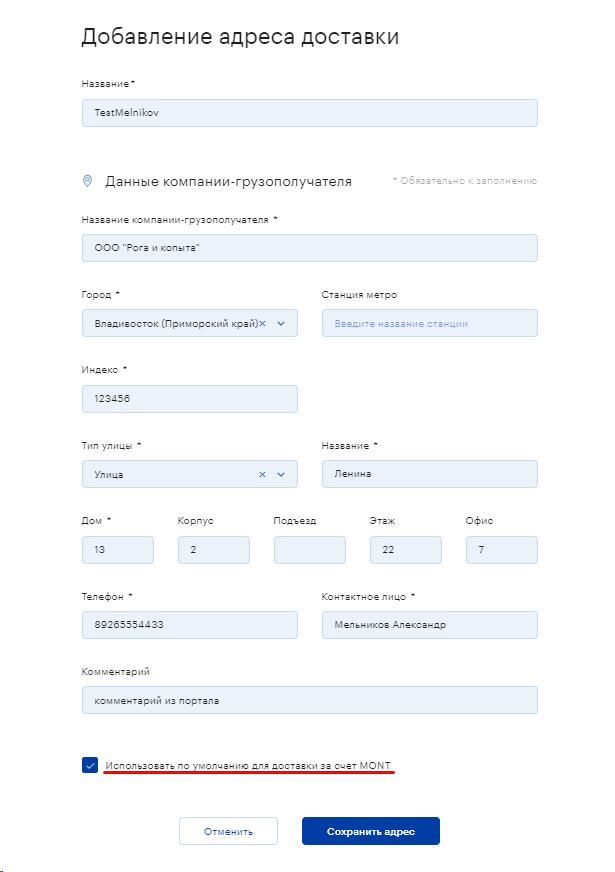 Добавление адреса доставки
Название*
TestMelnikov
Данные компании-грузополучателя * Обязательно к заполнению
Название компании-грузополучателя *
ООО "Рога и копыта"
Город * Станция метро
Владивосток (Приморский край) Введите название станции
Индекс *
123456
Тип улицы * Название *
Улица Ленина
Дом * Корпус Подъезд Этаж Офис
13 2 22 7
Телефон * Контактное лицо *
89265554433 Мельников Александр
Комментарий
комментарий из портала
Использовать по умолчанию для доставки за счет MONT
Отменить Сохранить адрес